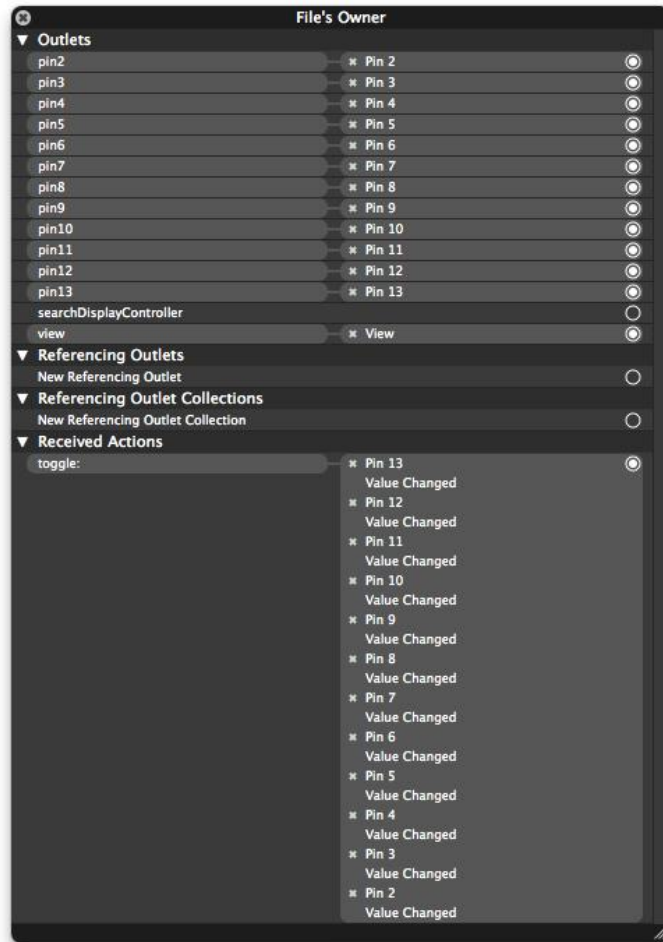 File's Owner
Outlets
pin2 Pin 2
pin3 Pin 3
pin4 Pin 4
pin5 Pin 5
pin6 Pin 6
pin7 Pin 7
pin8 Pin 8
pin9 Pin 9
pin10 Pin 10
pin11 Pin 11
pin12 Pin 12
pin13 Pin 13
searchDisplayController
view View
Referencing Outlets
New Referencing Outlet
Referencing Outlet Collections
New Referencing Outlet Collection
Received Actions
toggle: Pin 13
Value Changed
Pin 12
Value Changed
Pin 11
Value Changed
Pin 10
Value Changed
Pin 9
Value Changed
Pin 8
Value Changed
Pin 7
Value Changed
Pin 6
Value Changed
Pin 5
Value Changed
Pin 4
Value Changed
Pin 3
Value Changed
Pin 2
Value Changed